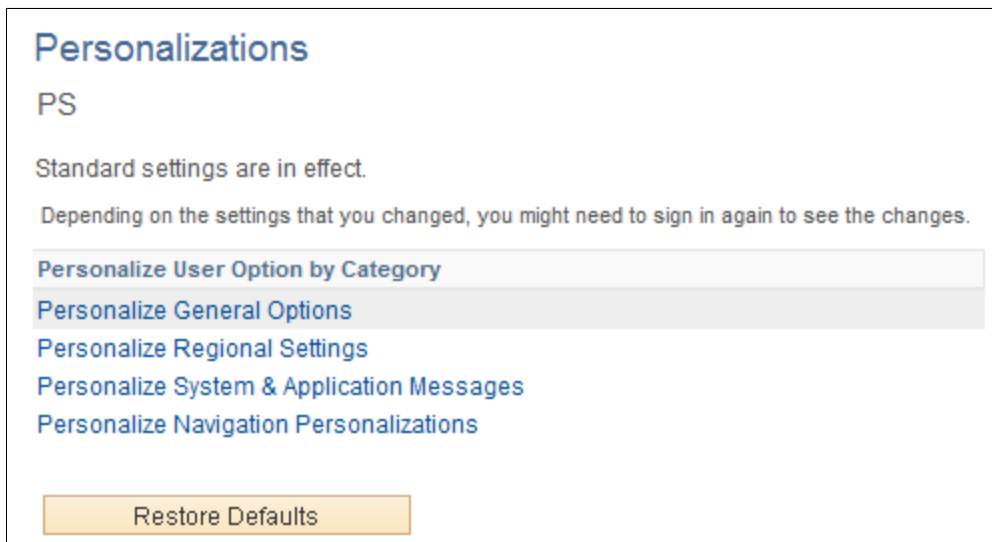 Personalizations
PS
Standard settings are in effect.
Depending on the settings that you changed, you might need to sign in again to see the changes.
Personalize User Option by Category
Personalize General Options
Personalize Regional Settings
Personalize System & Application Messages
Personalize Navigation Personalizations
Restore Defaults